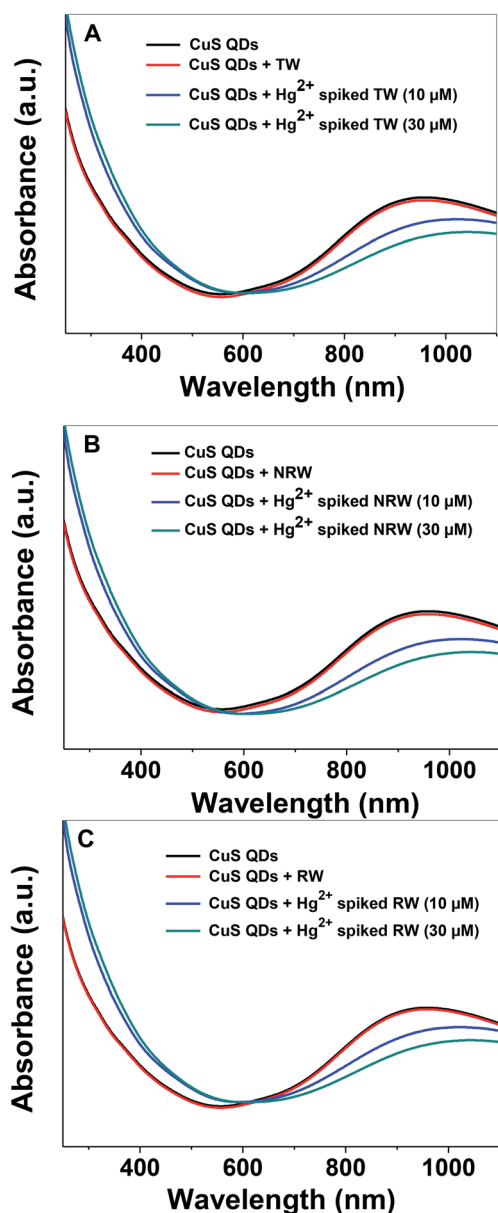 A
CuS QDs
CuS QDs + TW
CuS QDs + Hg²⁺ spiked TW (10 µM)
CuS QDs + Hg²⁺ spiked TW (30 µM)
Absorbance (a.u.)
400 600 800 1000
Wavelength (nm)
B
CuS QDs
CuS QDs + NRW
CuS QDs + Hg²⁺ spiked NRW (10 µM)
CuS QDs + Hg²⁺ spiked NRW (30 µM)
Absorbance (a.u.)
400 600 800 1000
Wavelength (nm)
C
CuS QDs
CuS QDs + RW
CuS QDs + Hg²⁺ spiked RW (10 µM)
CuS QDs + Hg²⁺ spiked RW (30 µM)
Absorbance (a.u.)
400 600 800 1000
Wavelength (nm)